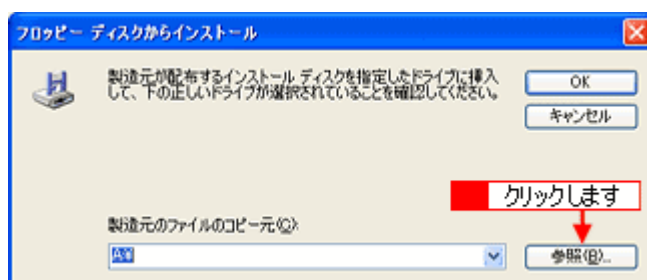 フロッピー ディスクからインストール
製造元が配布するインストール ディスクを指定したドライブに挿入
して、下の正しいドライブが選択されていることを確認してください。
OK
キャンセル
クリックします
製造元のファイルのコピー元(C):
A:¥
参照(B)...